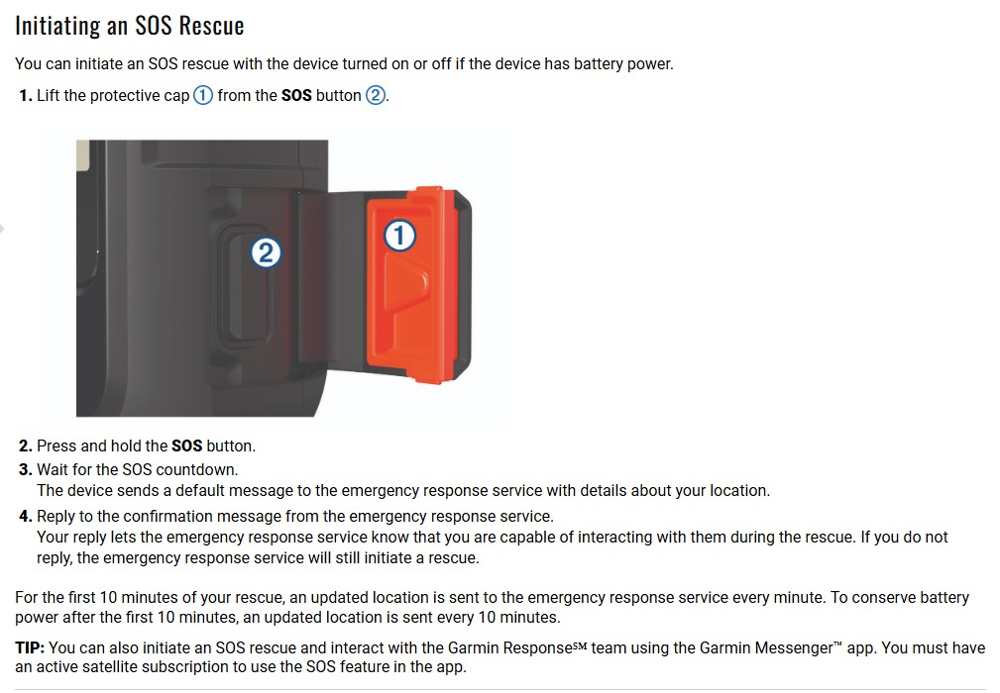 Initiating an SOS Rescue
You can initiate an SOS rescue with the device turned on or off if the device has battery power.
1. Lift the protective cap ① from the SOS button ②.
①
②
2. Press and hold the SOS button.
3. Wait for the SOS countdown.
The device sends a default message to the emergency response service with details about your location.
4. Reply to the confirmation message from the emergency response service.
Your reply lets the emergency response service know that you are capable of interacting with them during the rescue. If you do not
reply, the emergency response service will still initiate a rescue.
For the first 10 minutes of your rescue, an updated location is sent to the emergency response service every minute. To conserve battery
power after the first 10 minutes, an updated location is sent every 10 minutes.
TIP: You can also initiate an SOS rescue and interact with the Garmin Response℠ team using the Garmin Messenger™ app. You must have
an active satellite subscription to use the SOS feature in the app.